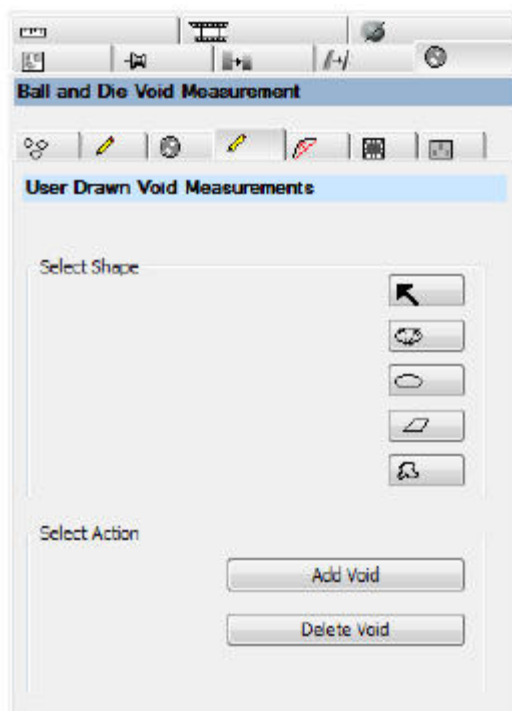 Ball and Die Void Measurement
User Drawn Void Measurements
Select Shape
Select Action
Add Void
Delete Void